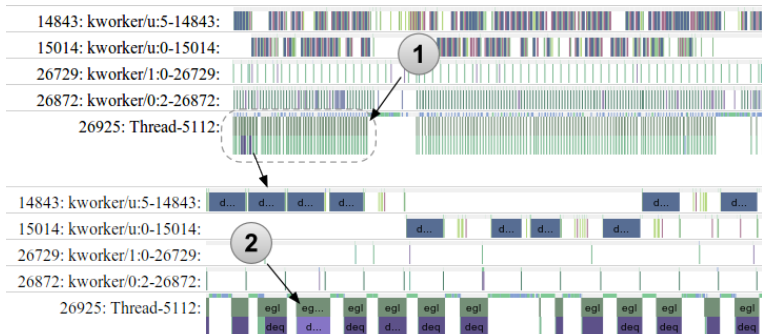 14843: kworker/u:5-14843:
15014: kworker/u:0-15014:
1
26729: kworker/1:0-26729:
26872: kworker/0:2-26872:
26925: Thread-5112:
14843: kworker/u:5-14843: d... d... d... d... d... d...
15014: kworker/u:0-15014: d... d... d... d...
2
26729: kworker/1:0-26729:
26872: kworker/0:2-26872:
26925: Thread-5112: egl eg... egl egl egl egl egl egl egl egl
deq d... deq d... deq deq deq deq deq deq